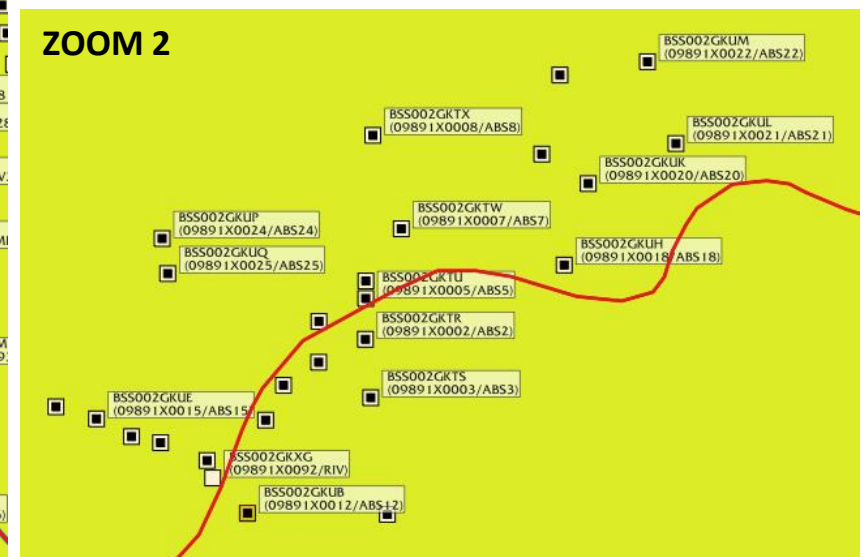 ZOOM 2
BSS002GKUM
(09891X0022/ABS22)
BSS002GKTX
(09891X0008/ABS8)
BSS002GKUL
(09891X0021/ABS21)
BSS002GKUK
(09891X0020/ABS20)
BSS002GKUP
(09891X0024/ABS24)
BSS002GKTW
(09891X0007/ABS7)
BSS002GKUQ
(09891X0025/ABS25)
BSS002GKUH
(09891X0018/ABS18)
BSS002GKTU
(09891X0005/ABS5)
BSS002GKTR
(09891X0002/ABS2)
BSS002GKTS
(09891X0003/ABS3)
BSS002GKUE
(09891X0015/ABS15)
BSS002GKXG
(09891X0092/RIV)
BSS002GKUB
(09891X0012/ABS12)